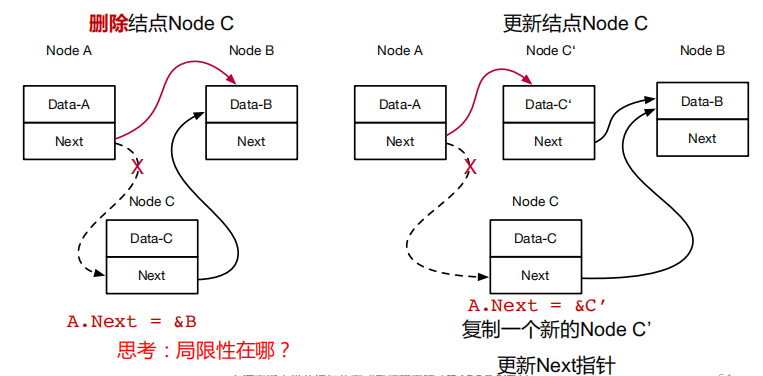 删除结点Node C
Node A
Node B
Data-A
Next
Data-B
Next
X
Node C
Data-C
Next
A.Next = &B
思考：局限性在哪？
更新结点Node C
Node A
Node C‘
Node B
Data-A
Next
Data-C‘
Next
Data-B
Next
X
Node C
Data-C
Next
A.Next = &C’
复制一个新的Node C’
更新Next指针